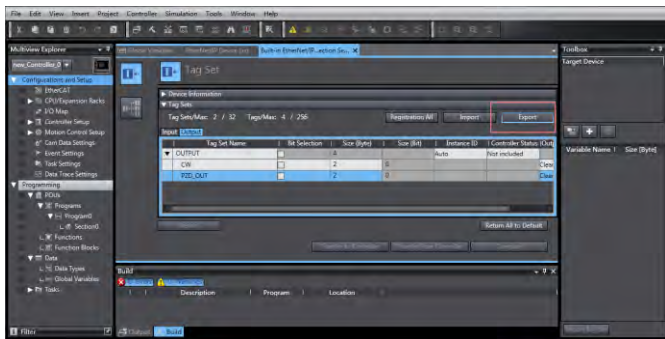 File Edit View Insert Project Controller Simulation Tools Window Help
Multiview Explorer
new_Controller_0
Configurations and Setup
EtherCAT
CPU/Expansion Racks
I/O Map
Controller Setup
Motion Control Setup
Cam Data Settings
Event Settings
Task Settings
Data Trace Settings
Programming
POUs
Programs
Program0
Section0
Functions
Function Blocks
Data
Data Types
Global Variables
Tasks
Filter
Built-in EtherNet/IP
Tag Set
Device Information
Tag Sets
Tag Sets/Max: 2 / 32 Tags/Max: 4 / 256
Registration All Import Export
Input Output
Tag Set Name Bit Selection Size (Byte) Size (Bit) Instance ID Controller Status
OUTPUT 4 Auto Not included
CW 2 0
PZD_OUT 2 0
Return All to Default
Build
Description Program Location
Output Build
Toolbox
Target Device
Variable Name Size [Byte]